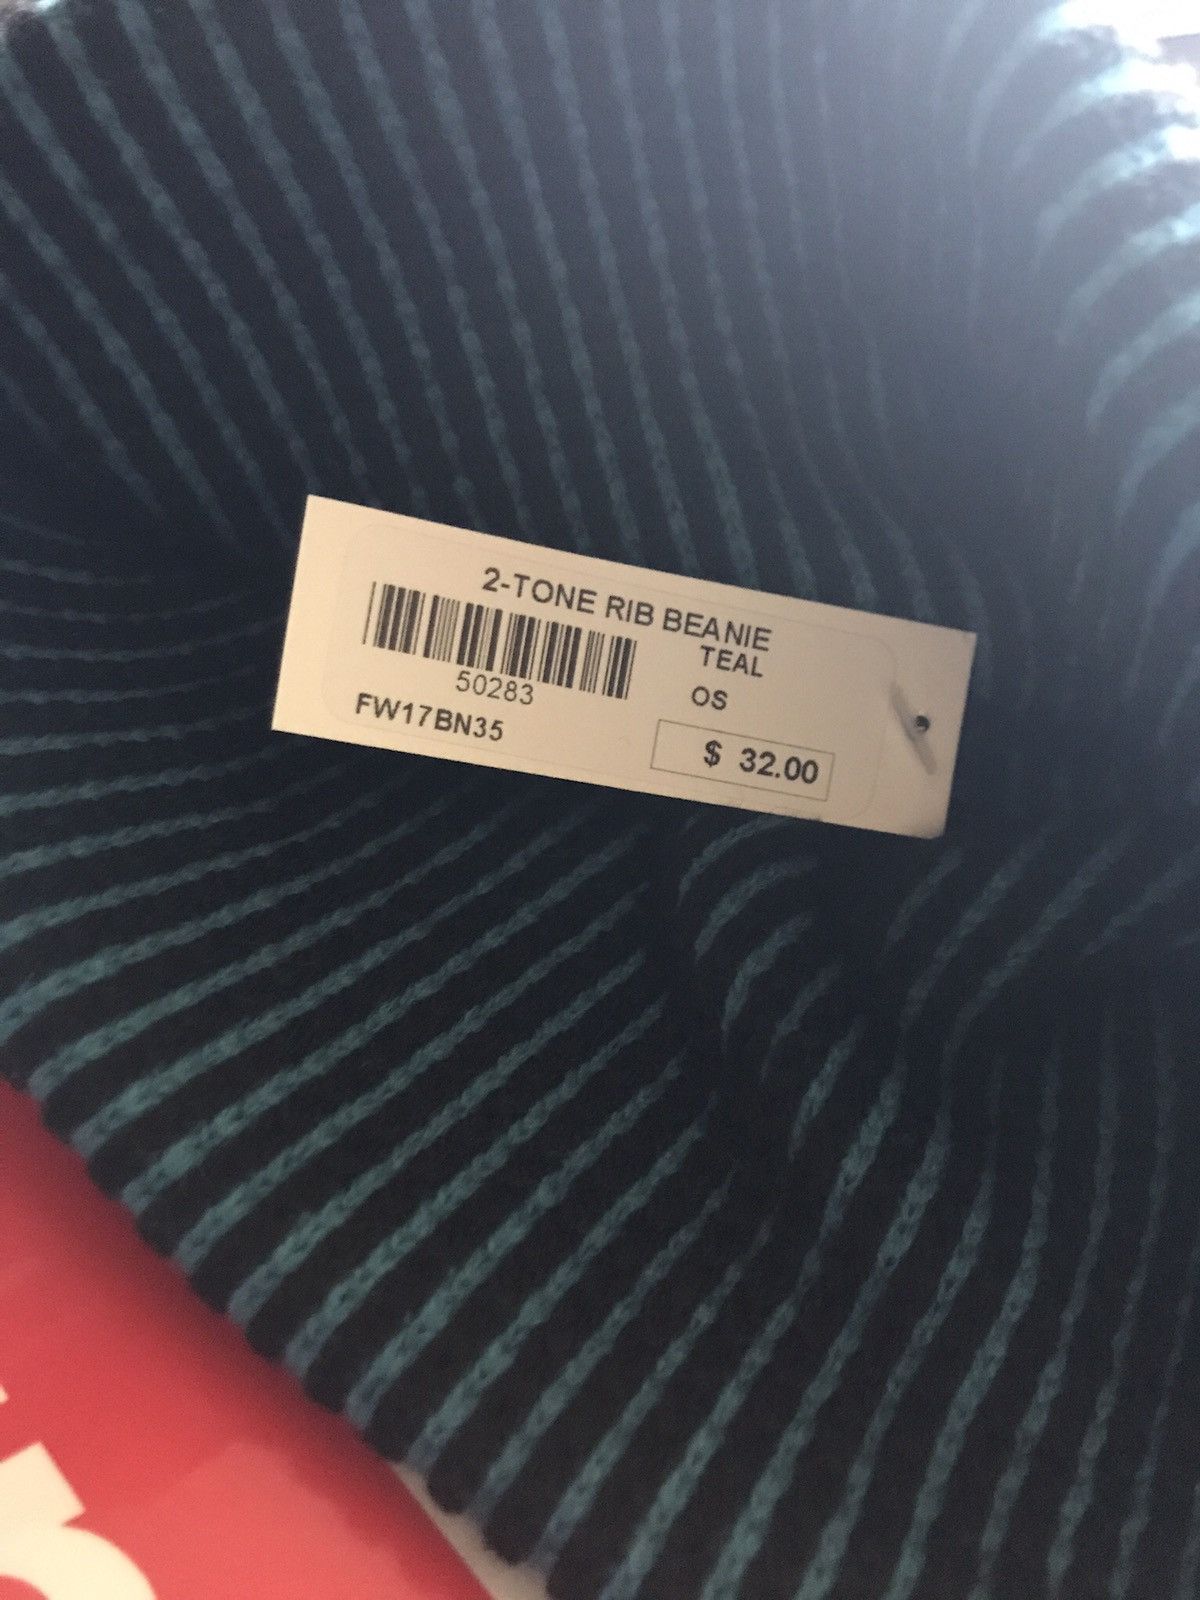 2-TONE RIB BEANIE
TEAL
50283
OS
FW17BN35
$ 32.00